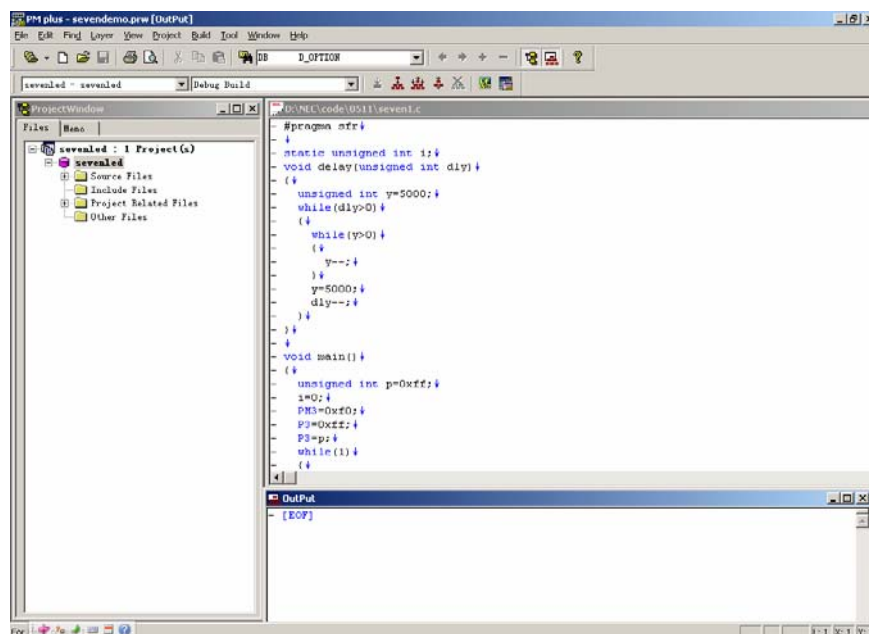 PM plus - sevendemo.prw [OutPut]
File Edit Find Layer View Project Build Tool Window Help
DB D_OPTION
sevenled - sevenled Debug Build
ProjectWindow
Files Memo
sevenled : 1 Project(s)
sevenled
Source Files
Include Files
Project Related Files
Other Files
D:\NEC\code\0511\seven1.c
#pragma sfr↓
↓
static unsigned int i;↓
void delay(unsigned int dly)↓
{↓
unsigned int y=5000;↓
while(dly>0)↓
{↓
while(y>0)↓
{↓
y--;↓
}↓
y=5000;↓
dly--;↓
}↓
}↓
↓
void main()↓
{↓
unsigned int p=0xff;↓
i=0;↓
PM3=0xf0;↓
P3=0xff;↓
P3=p;↓
while(1)↓
{↓
OutPut
[EOF]
For
L:1 X:1 Y: